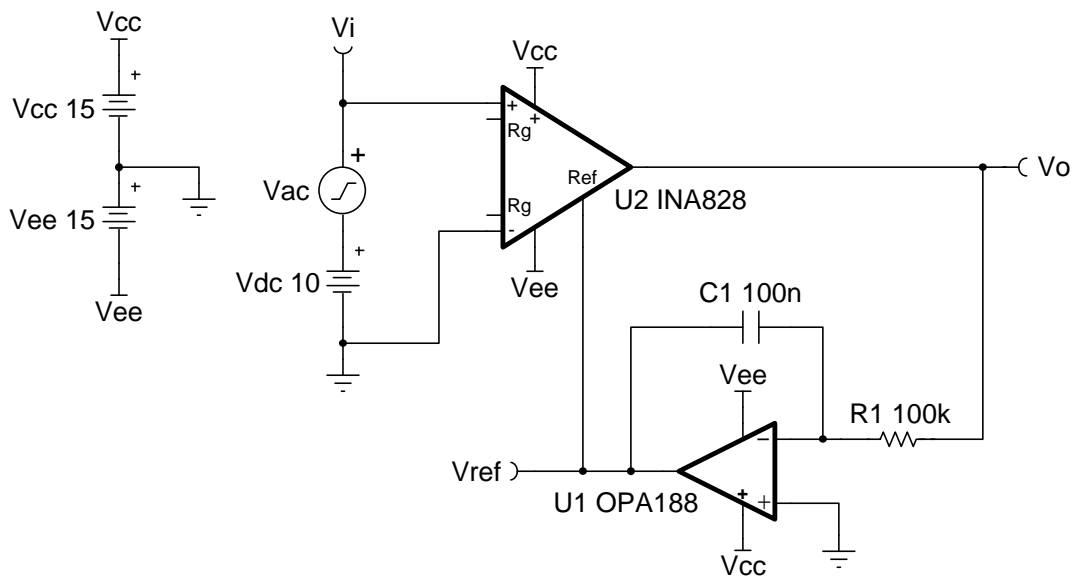 Vcc
Vcc 15
+
Vee 15
+
Vee
Vi
Vac
+
Vdc 10
+
Vcc
+
+
Rg
Ref
Rg
-
Vee
U2 INA828
Vo
C1 100n
Vee
R1 100k
−
Vref
U1 OPA188
+
+
Vcc